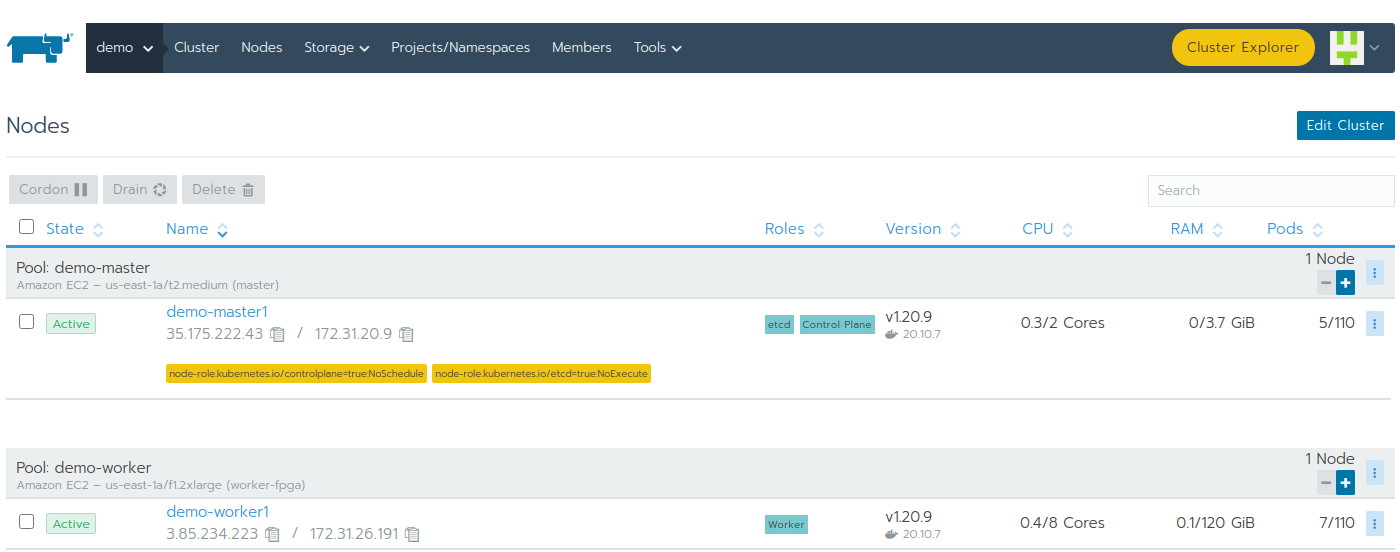 demo Cluster Nodes Storage Projects/Namespaces Members Tools Cluster Explorer
Nodes Edit Cluster
Cordon Drain Delete Search
State Name Roles Version CPU RAM Pods
Pool: demo-master 1 Node
Amazon EC2 – us-east-1a/t2.medium (master)
Active demo-master1 etcd Control Plane v1.20.9 0.3/2 Cores 0/3.7 GiB 5/110
35.175.222.43 / 172.31.20.9 20.10.7
node-role.kubernetes.io/controlplane=true:NoSchedule node-role.kubernetes.io/etcd=true:NoExecute
Pool: demo-worker 1 Node
Amazon EC2 – us-east-1a/f1.2xlarge (worker-fpga)
Active demo-worker1 Worker v1.20.9 0.4/8 Cores 0.1/120 GiB 7/110
3.85.234.223 / 172.31.26.191 20.10.7